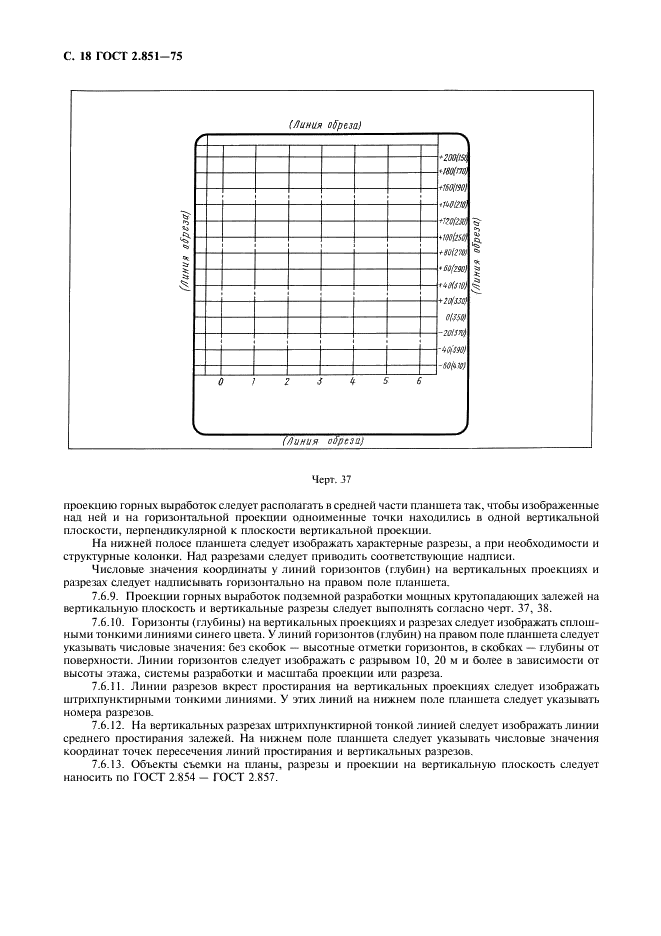 С. 18 ГОСТ 2.851—75
(Линия обреза)
(Линия обреза)
(Линия обреза)
+200(150)
+180(170)
+160(190)
+140(210)
+120(230)
+100(250)
+80(270)
+60(290)
+40(310)
+20(330)
0(350)
−20(370)
−40(390)
−60(410)
0 1 2 3 4 5 6
(Линия обреза)
Черт. 37
проекцию горных выработок следует располагать в средней части планшета так, чтобы изображенные
над ней и на горизонтальной проекции одноименные точки находились в одной вертикальной
плоскости, перпендикулярной к плоскости вертикальной проекции.
На нижней полосе планшета следует изображать характерные разрезы, а при необходимости и
структурные колонки. Над разрезами следует приводить соответствующие надписи.
Числовые значения координаты у линий горизонтов (глубин) на вертикальных проекциях и
разрезах следует надписывать горизонтально на правом поле планшета.
7.6.9. Проекции горных выработок подземной разработки мощных крутопадающих залежей на
вертикальную плоскость и вертикальные разрезы следует выполнять согласно черт. 37, 38.
7.6.10. Горизонты (глубины) на вертикальных проекциях и разрезах следует изображать сплош-
ными тонкими линиями синего цвета. У линий горизонтов (глубин) на правом поле планшета следует
указывать числовые значения: без скобок — высотные отметки горизонтов, в скобках — глубины от
поверхности. Линии горизонтов следует изображать с разрывом 10, 20 м и более в зависимости от
высоты этажа, системы разработки и масштаба проекции или разреза.
7.6.11. Линии разрезов вкрест простирания на вертикальных проекциях следует изображать
штрихпунктирными тонкими линиями. У этих линий на нижнем поле планшета следует указывать
номера разрезов.
7.6.12. На вертикальных разрезах штрихпунктирной тонкой линией следует изображать линии
среднего простирания залежей. На нижнем поле планшета следует указывать числовые значения
координат точек пересечения линий простирания и вертикальных разрезов.
7.6.13. Объекты съемки на планы, разрезы и проекции на вертикальную плоскость следует
наносить по ГОСТ 2.854 — ГОСТ 2.857.